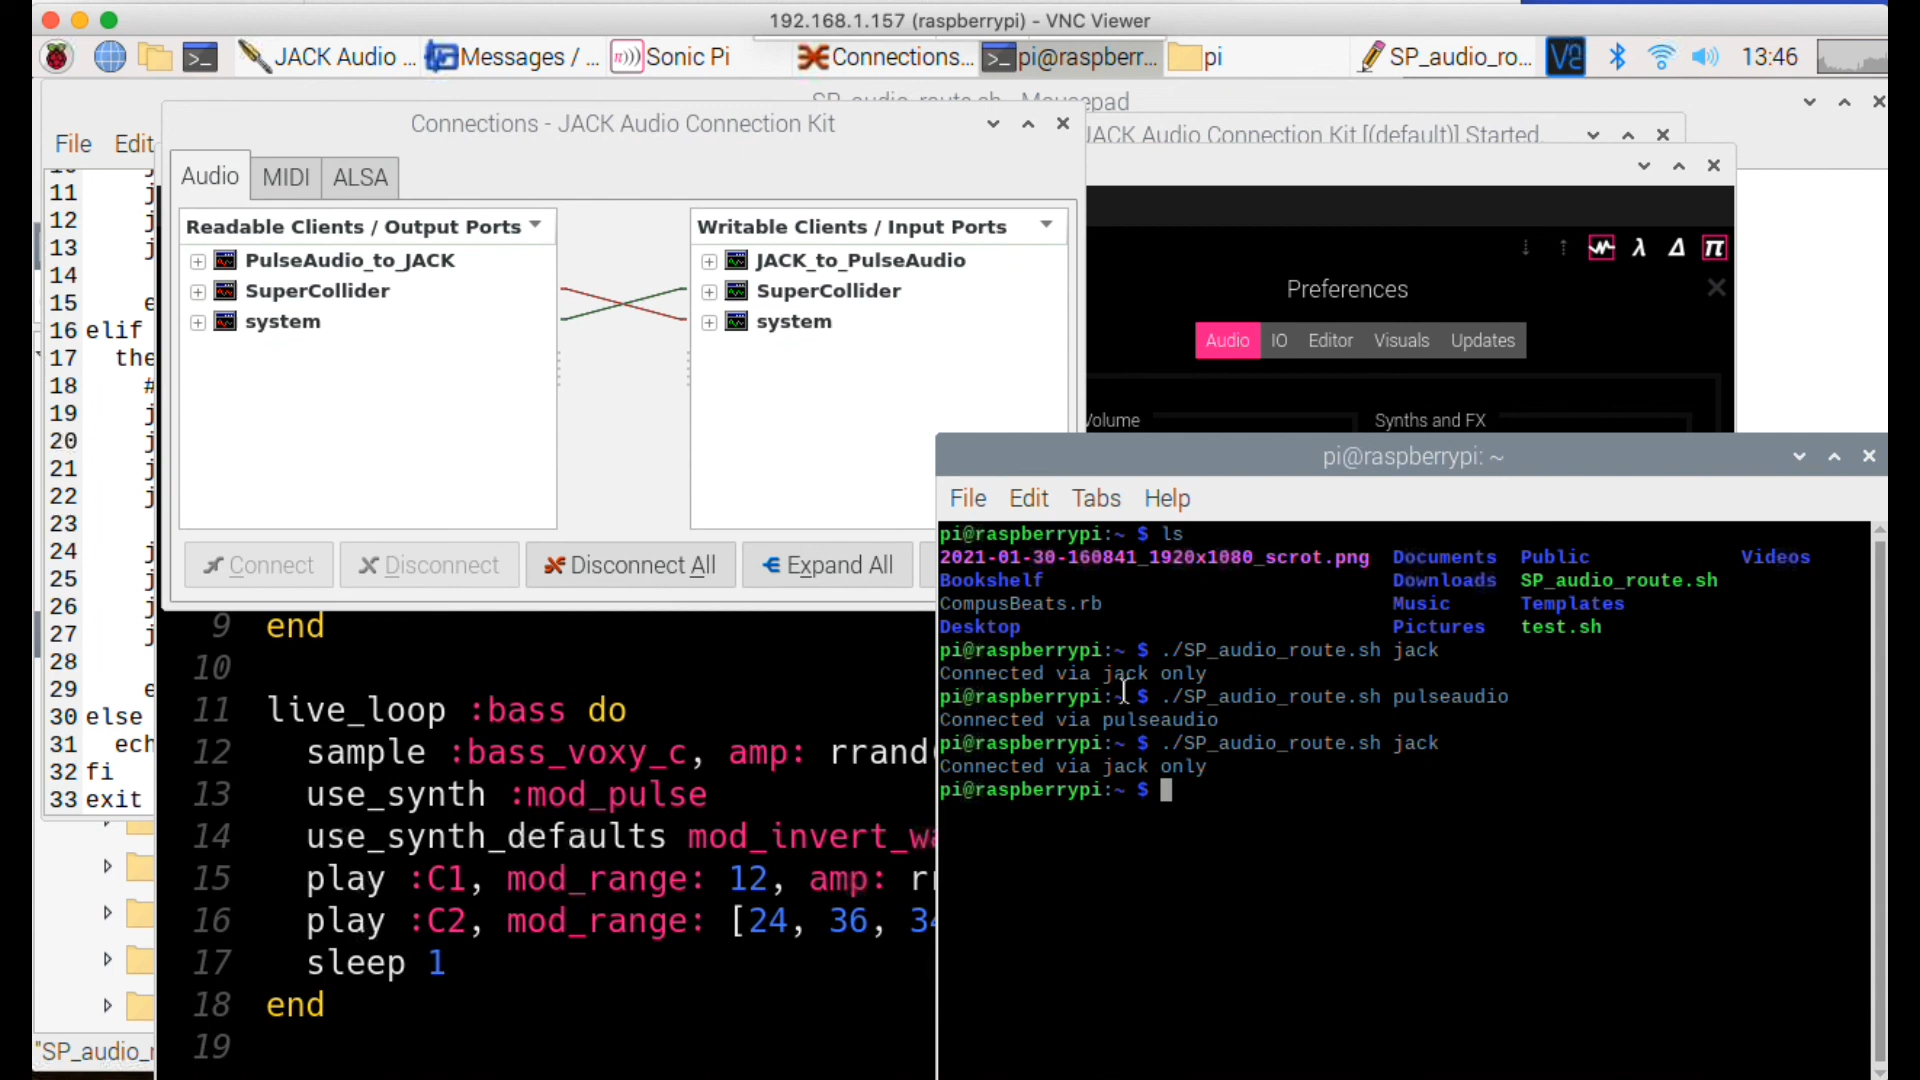 192.168.1.157 (raspberrypi) - VNC Viewer
JACK Audio ... Messages / ... Sonic Pi Connections... pi@raspberr... pi SP_audio_ro... 13:46
SP_audio_route.sh - Mousepad
Connections - JACK Audio Connection Kit
JACK Audio Connection Kit [(default)] Started.
File Edit
Audio MIDI ALSA
Readable Clients / Output Ports Writable Clients / Input Ports
PulseAudio_to_JACK JACK_to_PulseAudio
SuperCollider SuperCollider
system system
Connect Disconnect Disconnect All Expand All
10 j
11 j
12 j
13 j
14
15 e
16 elif
17 the
18 #
19 j
20 j
21 j
22 j
23
24 j
25 j
26 j
27 j
28
29 e
30 else
31 ech
32 fi
33 exit
"SP_audio_r
λ Δ π
Preferences
Audio IO Editor Visuals Updates
Volume Synths and FX
9 end
10
11 live_loop :bass do
12 sample :bass_voxy_c, amp: rrand
13 use_synth :mod_pulse
14 use_synth_defaults mod_invert_wa
15 play :C1, mod_range: 12, amp: rr
16 play :C2, mod_range: [24, 36, 34
17 sleep 1
18 end
19
pi@raspberrypi: ~
File Edit Tabs Help
pi@raspberrypi:~ $ ls
2021-01-30-160841_1920x1080_scrot.png Documents Public Videos
Bookshelf Downloads SP_audio_route.sh
CompusBeats.rb Music Templates
Desktop Pictures test.sh
pi@raspberrypi:~ $ ./SP_audio_route.sh jack
Connected via jack only
pi@raspberrypi:~ $ ./SP_audio_route.sh pulseaudio
Connected via pulseaudio
pi@raspberrypi:~ $ ./SP_audio_route.sh jack
Connected via jack only
pi@raspberrypi:~ $